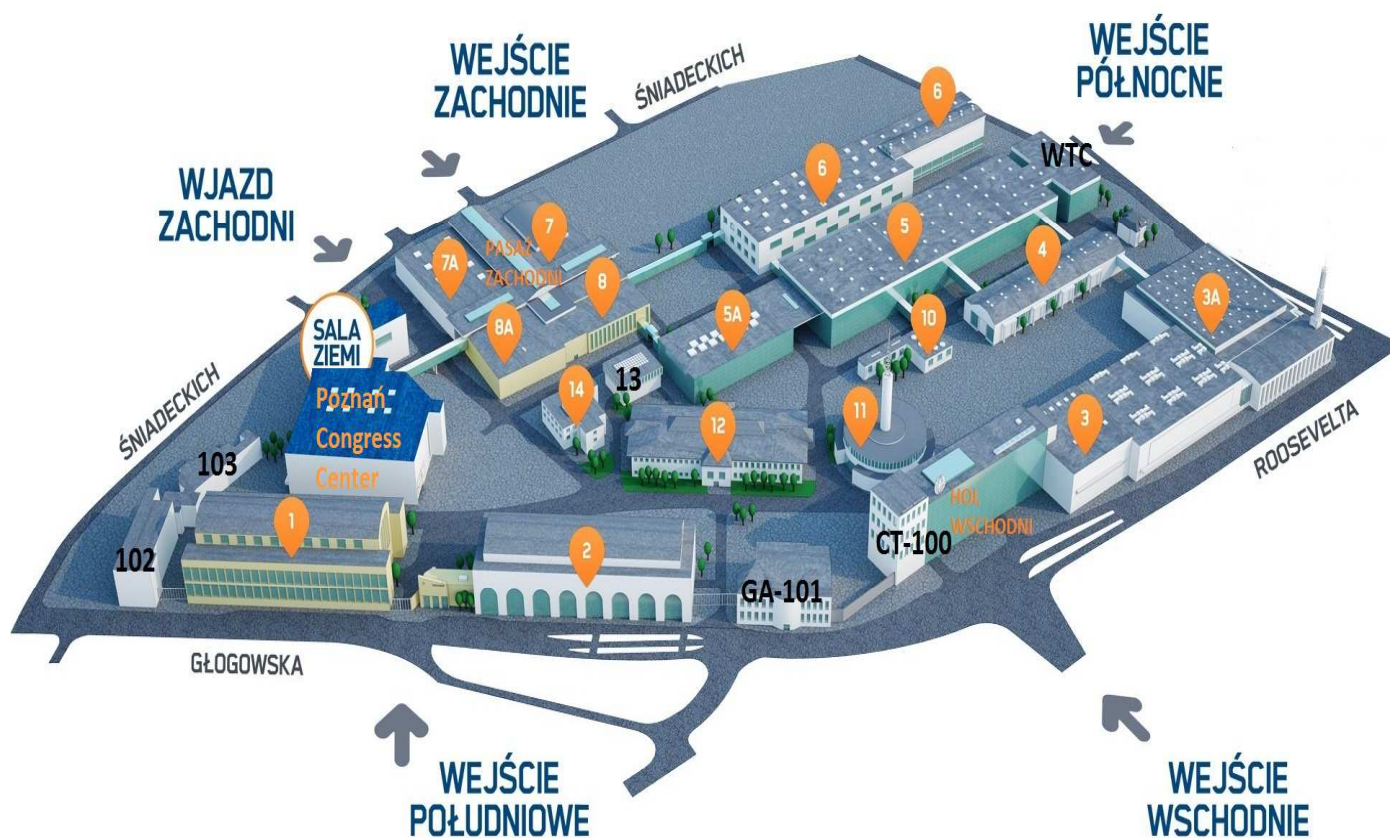 WEJŚCIE
ZACHODNIE
ŚNIADECKICH
WEJŚCIE
PÓŁNOCNE
WJAZD
ZACHODNI
6
WTC
6
7
PASAŻ
ZACHODNI
7A
5
4
8
3A
SALA
ZIEMI
8A
5A
10
Poznań
Congress
Center
14
13
12
11
3
ŚNIADECKICH
103
ROOSEVELTA
HOL
WSCHODNI
1
102
2
CT-100
GA-101
GŁOGOWSKA
WEJŚCIE
POŁUDNIOWE
WEJŚCIE
WSCHODNIE